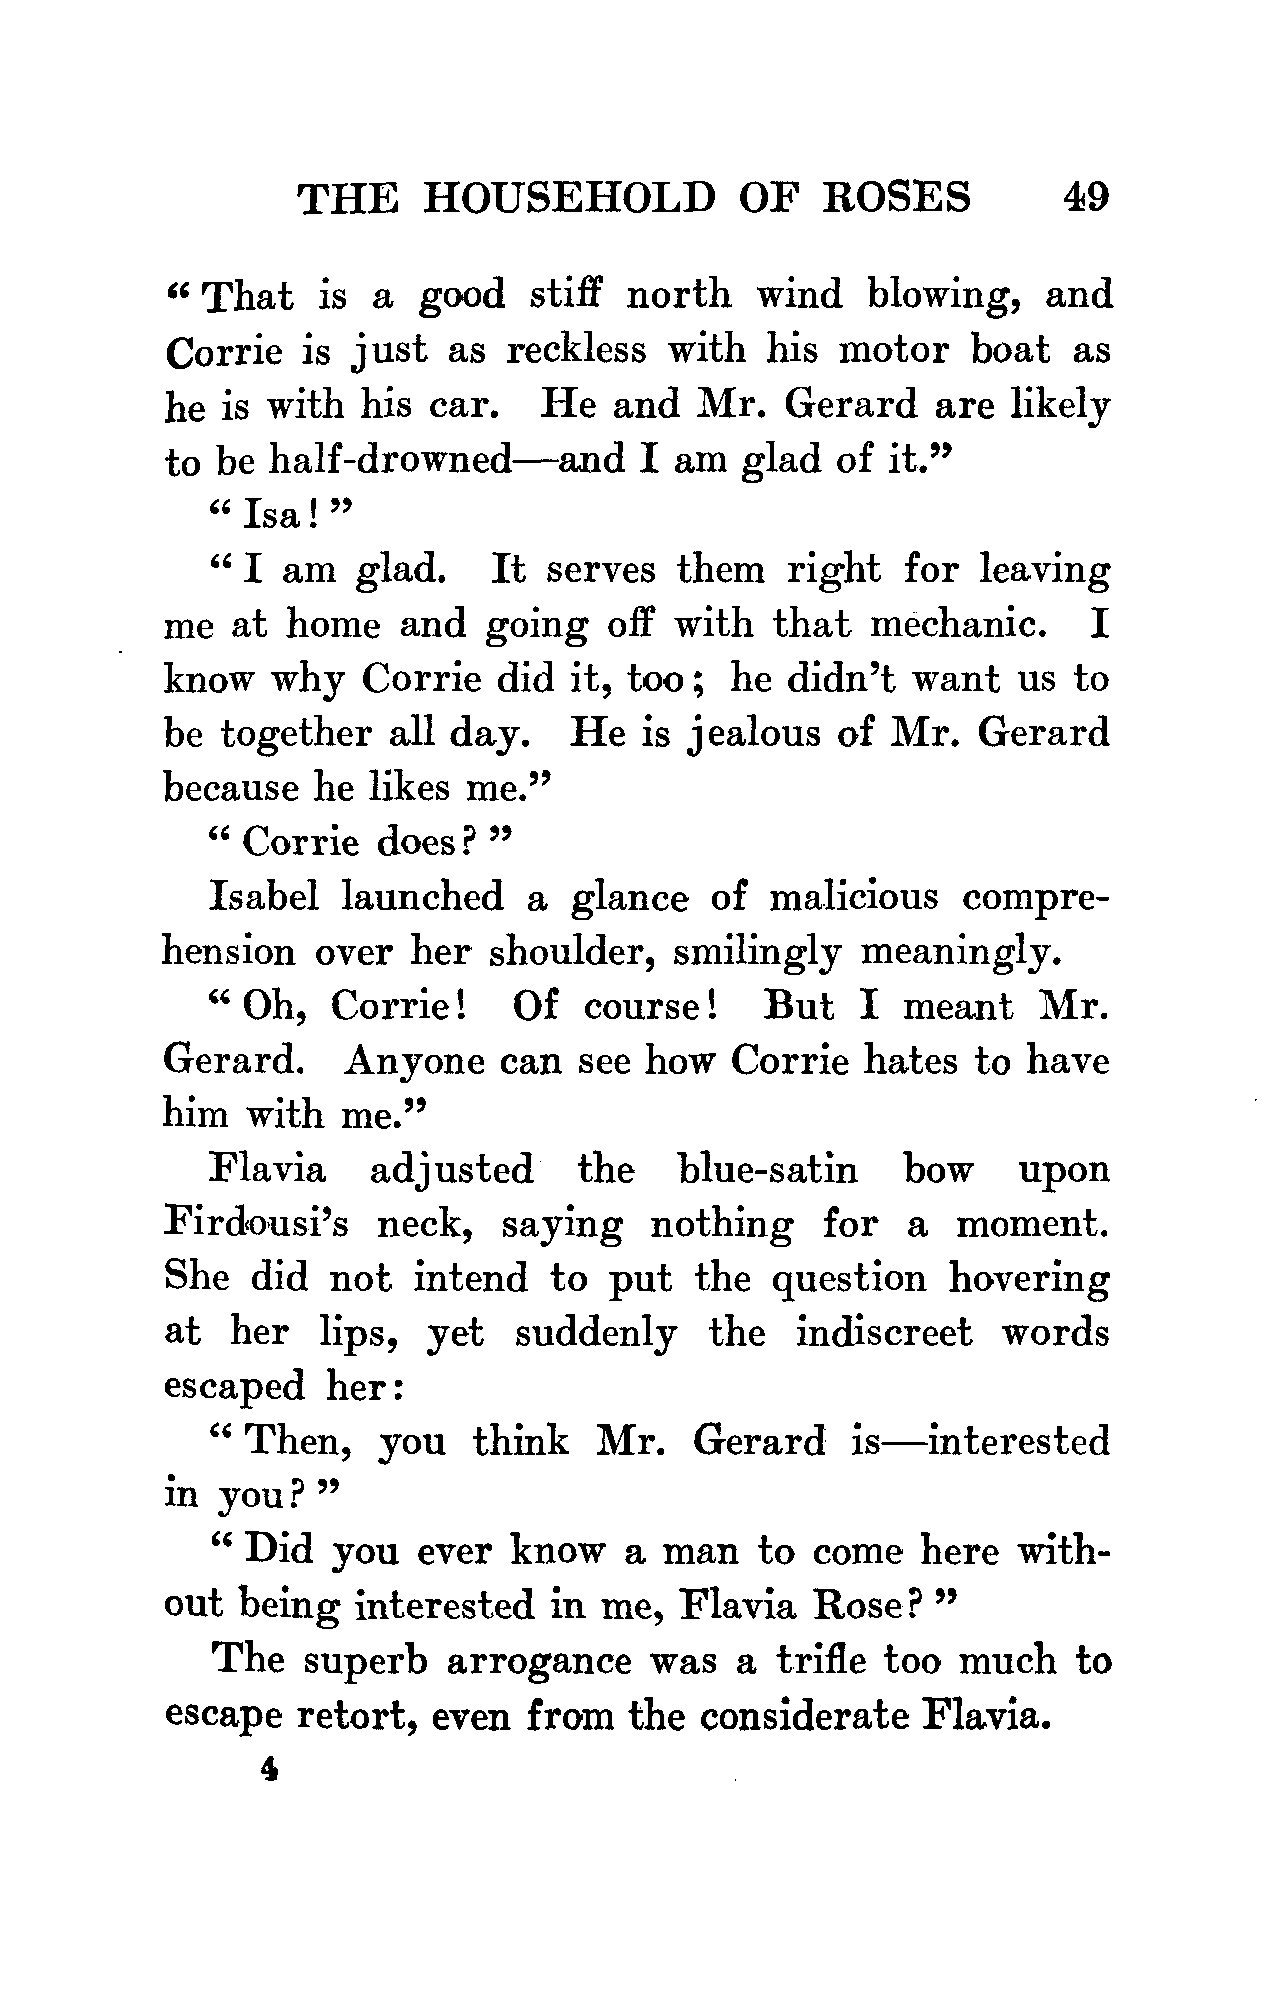 THE HOUSEHOLD OF ROSES 49
“ That is a good stiff north wind blowing, and
Corrie is just as reckless with his motor boat as
he is with his car. He and Mr. Gerard are likely
to be half-drowned—and I am glad of it.”
“ Isa ! ”
“ I am glad. It serves them right for leaving
me at home and going off with that mechanic. I
know why Corrie did it, too ; he didn’t want us to
be together all day. He is jealous of Mr. Gerard
because he likes me.”
“ Corrie does? ”
Isabel launched a glance of malicious compre-
hension over her shoulder, smilingly meaningly.
“ Oh, Corrie! Of course! But I meant Mr.
Gerard. Anyone can see how Corrie hates to have
him with me.”
Flavia adjusted the blue-satin bow upon
Firdousi’s neck, saying nothing for a moment.
She did not intend to put the question hovering
at her lips, yet suddenly the indiscreet words
escaped her:
“ Then, you think Mr. Gerard is—interested
in you? ”
“ Did you ever know a man to come here with-
out being interested in me, Flavia Rose? ”
The superb arrogance was a trifle too much to
escape retort, even from the considerate Flavia.
4